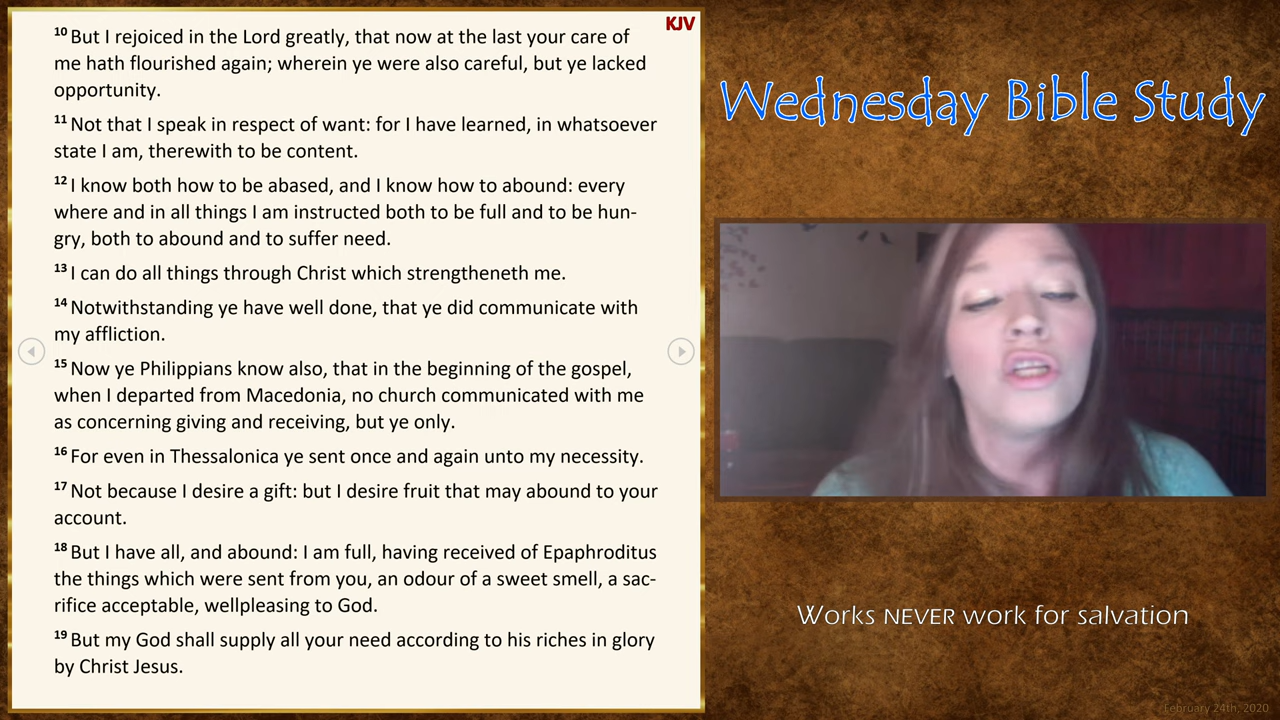 KJV
10 But I rejoiced in the Lord greatly, that now at the last your care of
me hath flourished again; wherein ye were also careful, but ye lacked
opportunity.
11 Not that I speak in respect of want: for I have learned, in whatsoever
state I am, therewith to be content.
12 I know both how to be abased, and I know how to abound: every
where and in all things I am instructed both to be full and to be hun-
gry, both to abound and to suffer need.
13 I can do all things through Christ which strengtheneth me.
14 Notwithstanding ye have well done, that ye did communicate with
my affliction.
15 Now ye Philippians know also, that in the beginning of the gospel,
when I departed from Macedonia, no church communicated with me
as concerning giving and receiving, but ye only.
16 For even in Thessalonica ye sent once and again unto my necessity.
17 Not because I desire a gift: but I desire fruit that may abound to your
account.
18 But I have all, and abound: I am full, having received of Epaphroditus
the things which were sent from you, an odour of a sweet smell, a sac-
rifice acceptable, wellpleasing to God.
19 But my God shall supply all your need according to his riches in glory
by Christ Jesus.
Wednesday Bible Study
Works NEVER work for salvation
February 24th, 2020